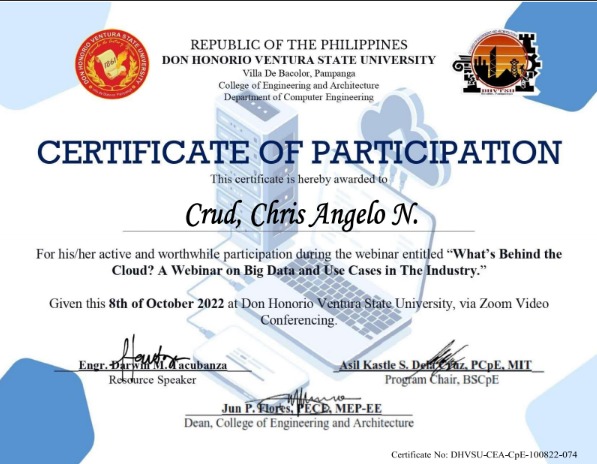 REPUBLIC OF THE PHILIPPINES
DON HONORIO VENTURA STATE UNIVERSITY
Villa De Bacolor, Pampanga
College of Engineering and Architecture
Department of Computer Engineering
DON HONORIO VENTURA STATE UNIVERSITY
1861
DHVTSU
CERTIFICATE OF PARTICIPATION
This certificate is hereby awarded to
Crud, Chris Angelo N.
For his/her active and worthwhile participation during the webinar entitled “What’s Behind the
Cloud? A Webinar on Big Data and Use Cases in The Industry.”
Given this 8th of October 2022 at Don Honorio Ventura State University, via Zoom Video
Conferencing.
Engr. Darwin M. Tacubanza
Resource Speaker
Asil Kastle S. Dela Cruz, PCpE, MIT
Program Chair, BSCpE
Jun P. Flores, PECE, MEP-EE
Dean, College of Engineering and Architecture
Certificate No: DHVSU-CEA-CpE-100822-074